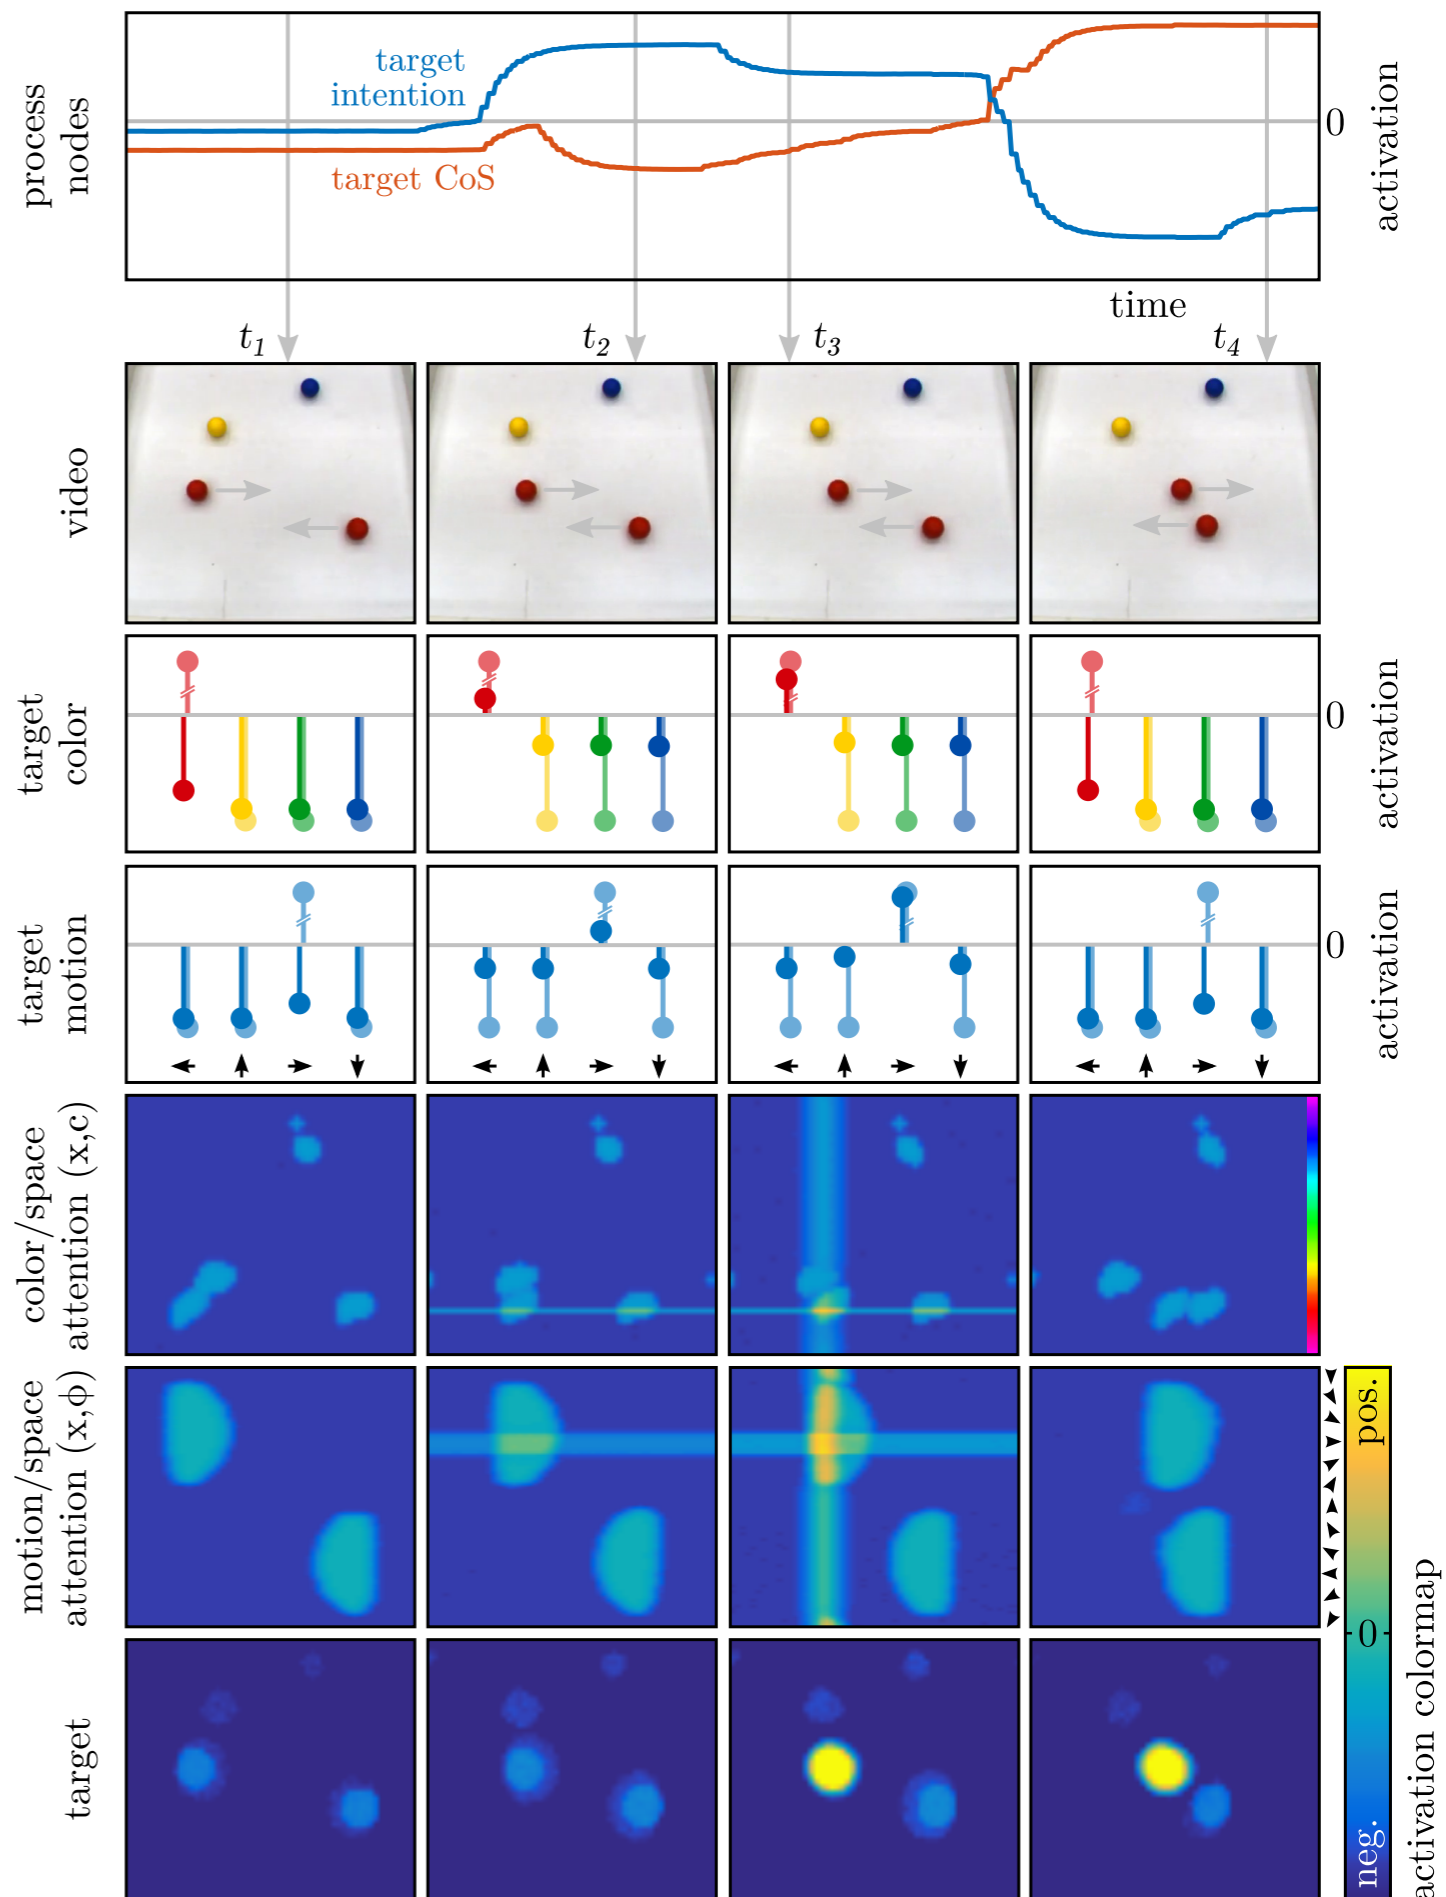 process
nodes
target
intention
target CoS
0
activation
time
t1
t2
t3
t4
video
target
color
0
activation
target
motion
0
activation
color/space
attention (x,c)
motion/space
attention (x,ϕ)
target
pos.
0
neg.
activation colormap